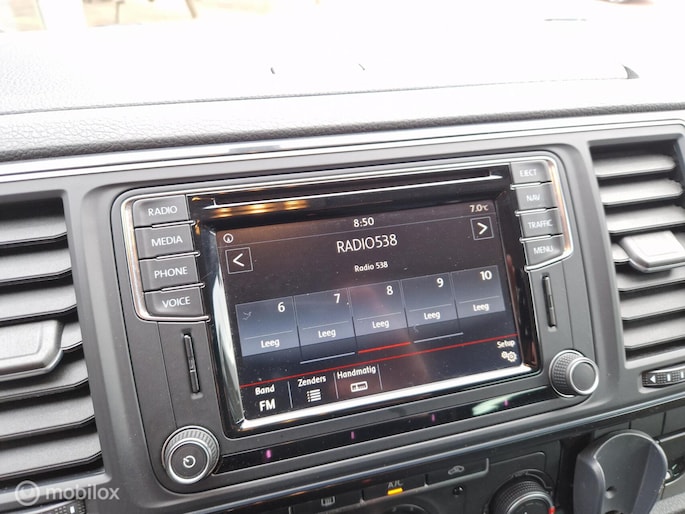 EJECT
RADIO
NAV
MEDIA
TRAFFIC
PHONE
MENU
VOICE
8:50
7.0°C
<
RADIO538
>
Radio 538
6
7
8
9
10
Leeg
Leeg
Leeg
Leeg
Leeg
Band
FM
Zenders
Handmatig
Setup
A/C
© mobilox